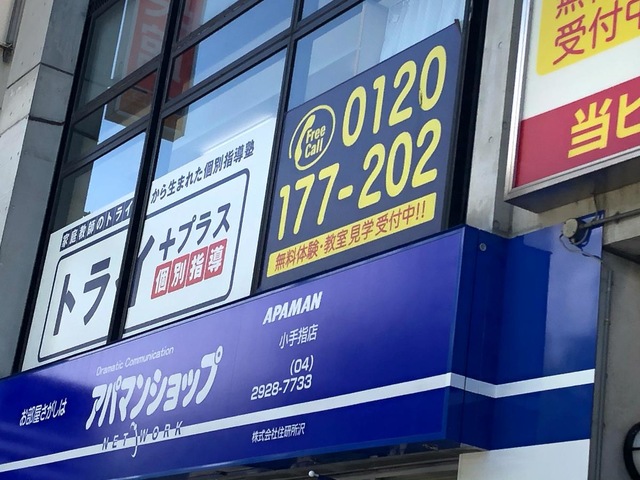 家庭教師のトライから生まれた個別指導塾
トライ+プラス
個別指導
Free Call
0120
177-202
無料体験・教室見学受付中!!
受付中
当ビ
APAMAN
小手指店
(04)
2928-7733
株式会社住研所沢
Dramatic Communication
お部屋さがしは
アパマンショップ
NETWORK